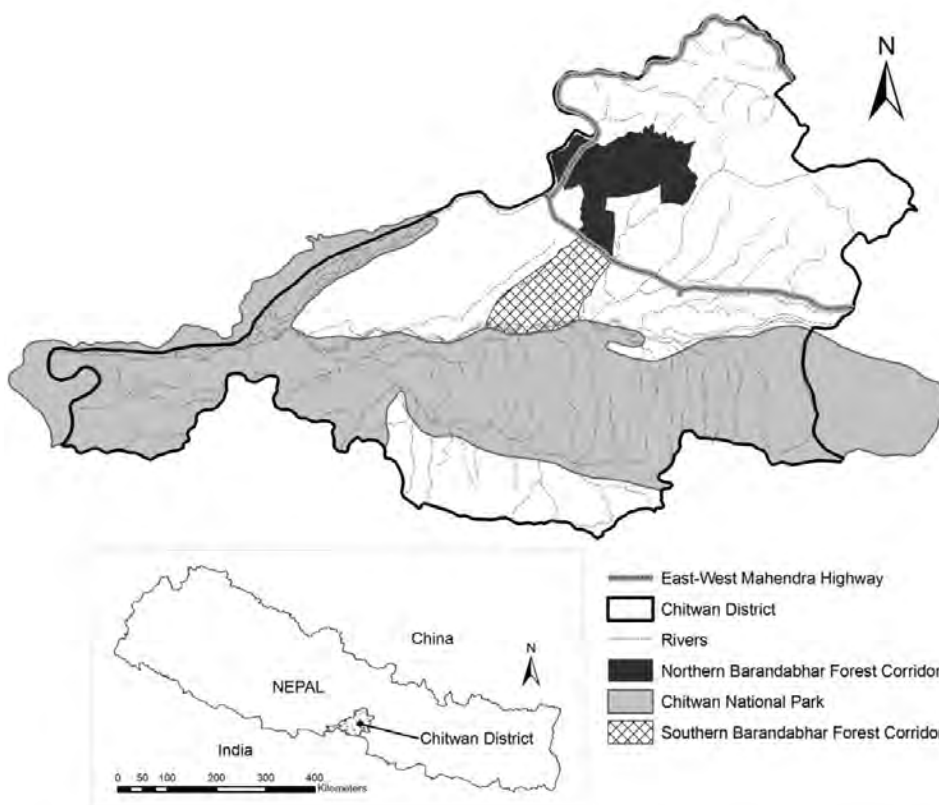 N
East-West Mahendra Highway
Chitwan District
Rivers
Northern Barandabhar Forest Corridor
Chitwan National Park
Southern Barandabhar Forest Corridor
China
N
NEPAL
Chitwan District
India
0 50 100 200 300 400
Kilometers